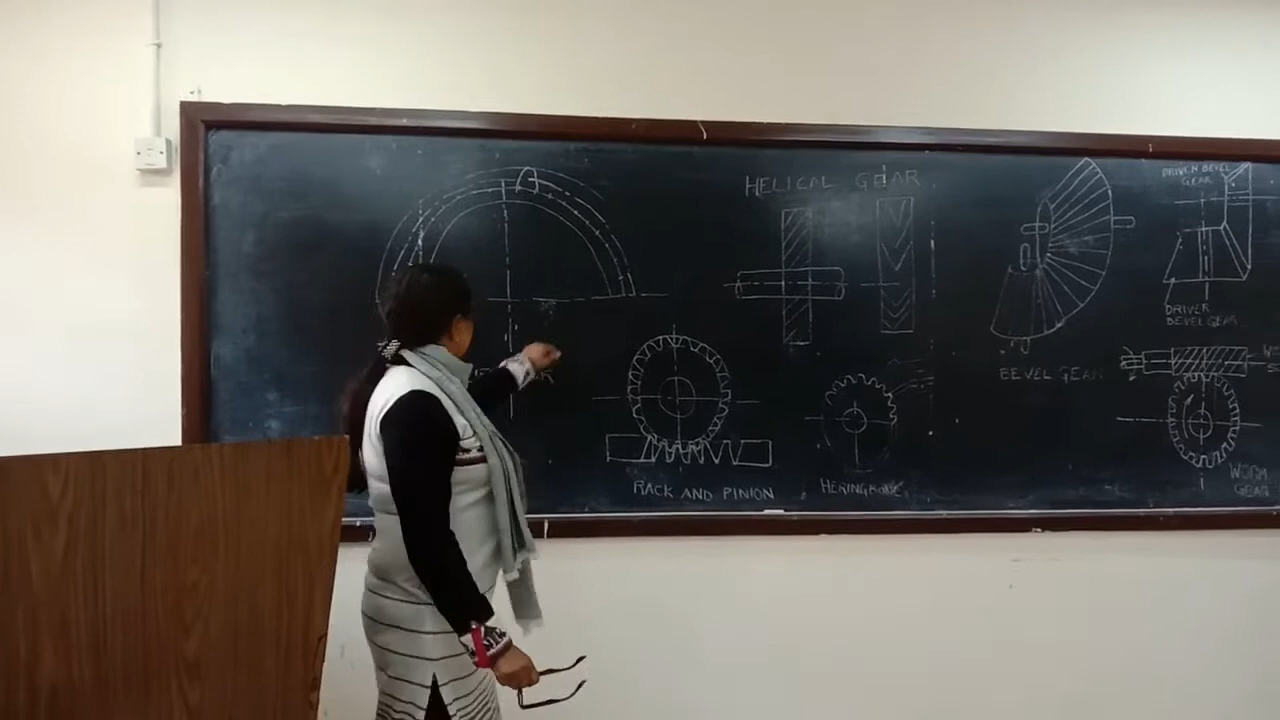 HELICAL GEAR
DRIVEN BEVEL
GEAR
DRIVER
BEVEL GEAR
BEVEL GEAR
RACK AND PINION
HERINGBONE
WORM
GEAR